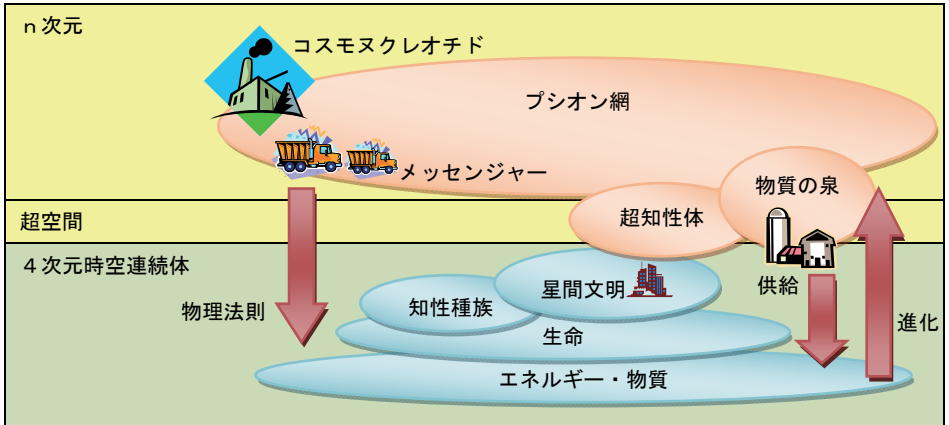 n次元
コスモヌクレオチド
プシオン網
メッセンジャー
物質の泉
超空間
超知性体
4次元時空連続体
星間文明
供給
知性種族
物理法則
進化
生命
エネルギー・物質